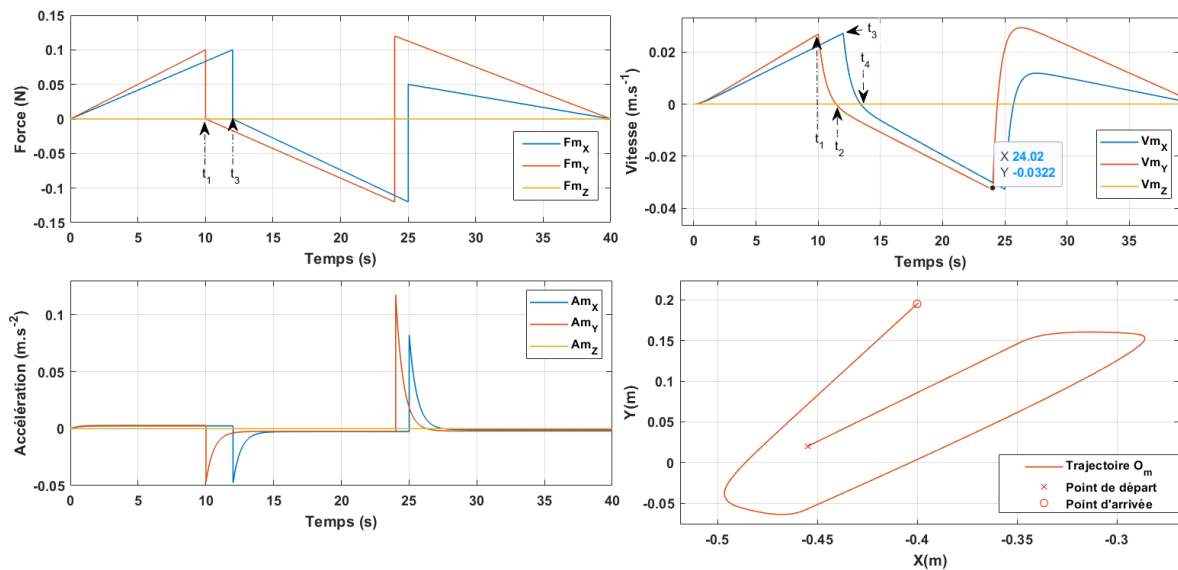 0.15
0.1
0.05
0
-0.05
-0.1
-0.15
Force (N)
t1
t3
FmX
FmY
FmZ
0 5 10 15 20 25 30 35 40
Temps (s)
0.02
0
-0.02
-0.04
Vitesse (m.s-1)
t3
t4
t1
t2
X 24.02
Y -0.0322
VmX
VmY
VmZ
0 5 10 15 20 25 30 35
Temps (s)
0.1
0.05
0
-0.05
Accélération (m.s-2)
AmX
AmY
AmZ
0 5 10 15 20 25 30 35 40
Temps (s)
0.2
0.15
0.1
0.05
0
-0.05
Y(m)
Trajectoire Om
Point de départ
Point d'arrivée
-0.5 -0.45 -0.4 -0.35 -0.3
X(m)